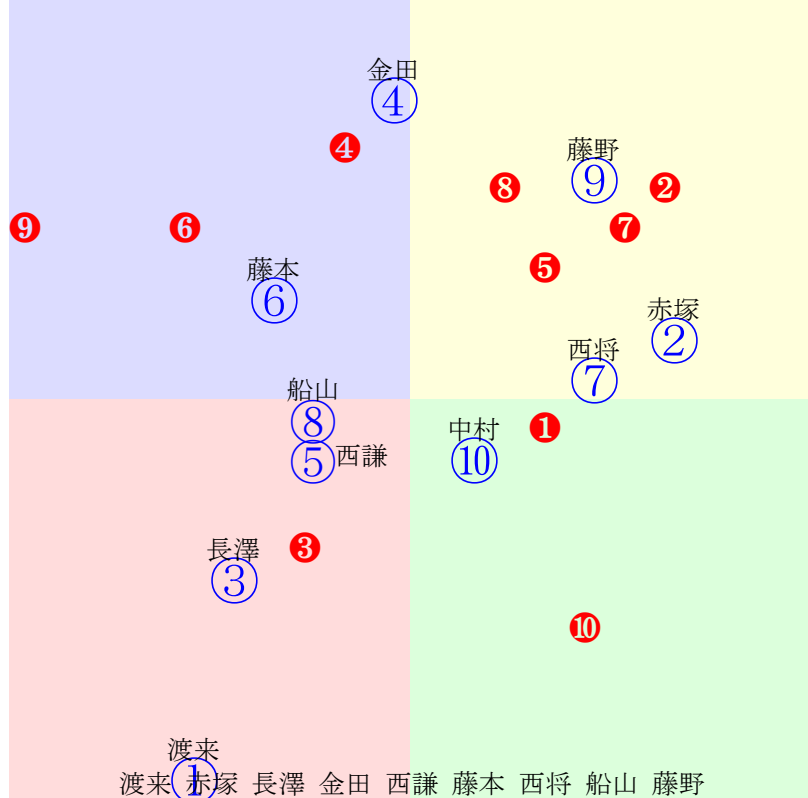 金田
④
❹
藤野
⑨
❽
❷
❾
❻
❼
❺
藤本
⑥
赤塚
②
西将
⑦
船山
⑧
中村
❶
⑤西謙
⑩
長澤
❸
③
❿
渡来
①
渡来 赤塚 長澤 金田 西謙 藤本 西将 船山 藤野